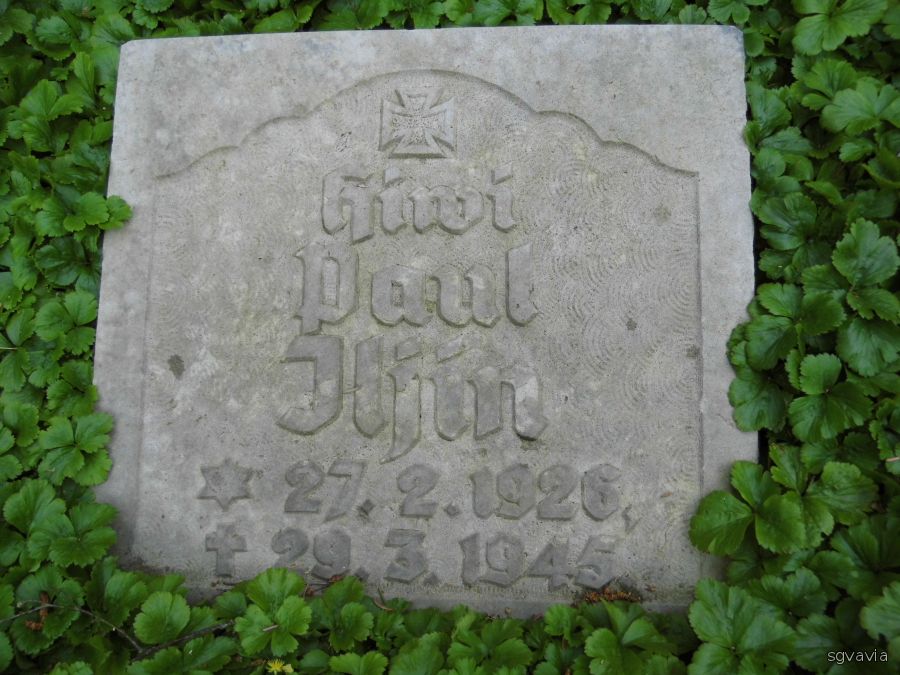 Hiwi
Paul
Iljin
27. 2. 1926
29. 3. 1945
sgvavia